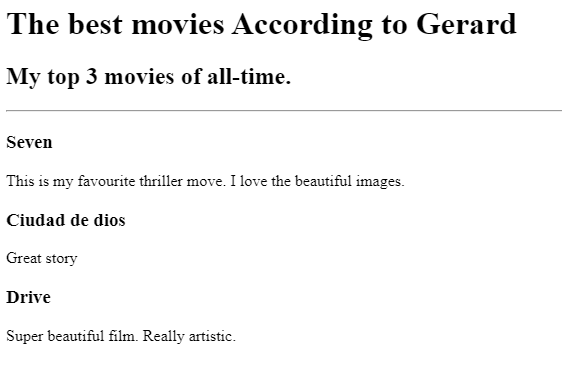 The best movies According to Gerard
My top 3 movies of all-time.
Seven
This is my favourite thriller move. I love the beautiful images.
Ciudad de dios
Great story
Drive
Super beautiful film. Really artistic.